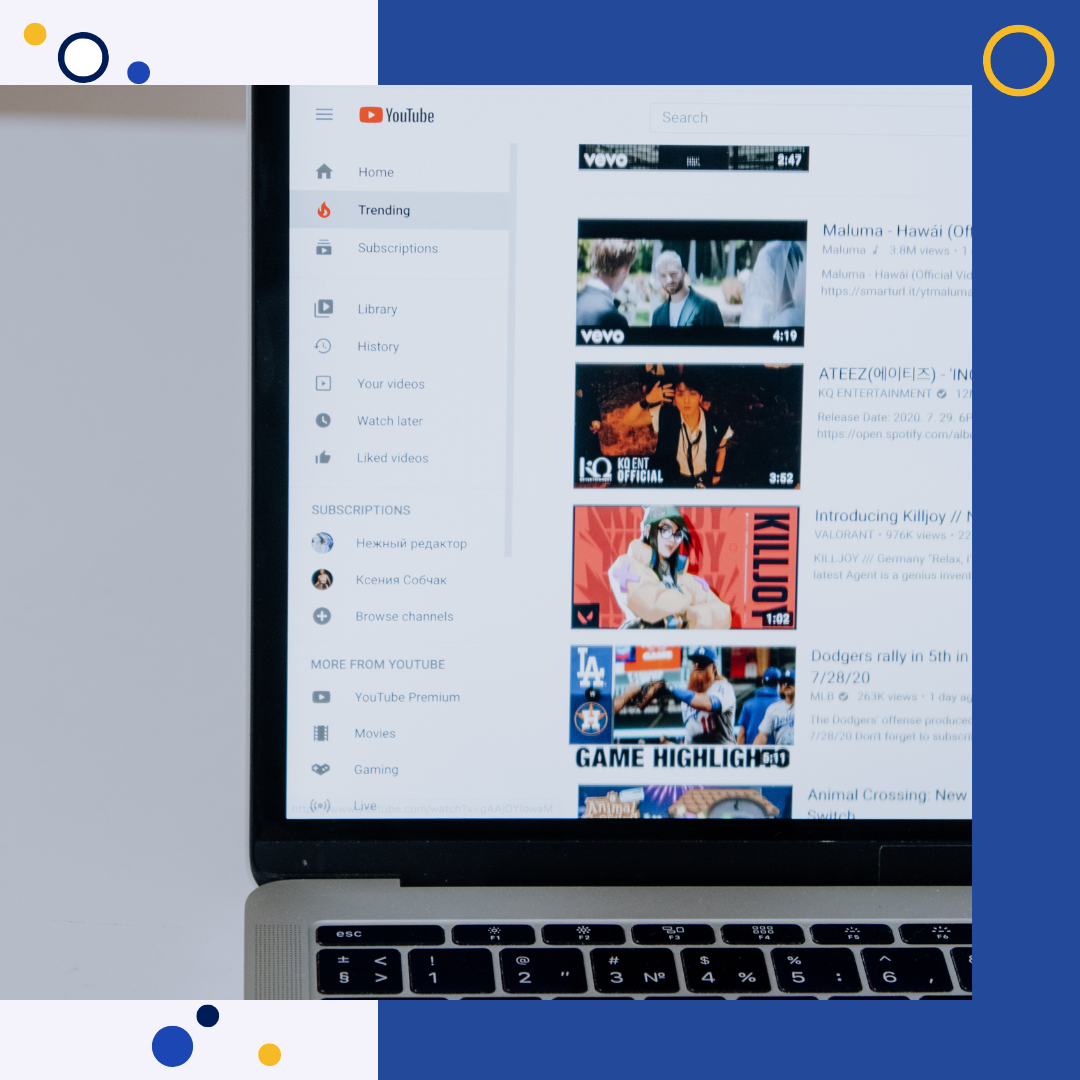 YouTube
Search
Home
Trending
Subscriptions
Library
History
Your videos
Watch later
Liked videos
SUBSCRIPTIONS
Нежный редактор
Ксения Собчак
Browse channels
MORE FROM YOUTUBE
YouTube Premium
Movies
Gaming
Live
vevo
2:47
vevo
4:19
Maluma - Hawái (Of
Maluma 3.8M views • 1
Maluma - Hawái (Official Vid
https://smarturl.it/ytmaluma
KQ
KQ ENT
OFFICIAL
3:52
ATEEZ(에이티즈) - 'IN
KQ ENTERTAINMENT 12
Release Date: 2020. 7. 29. 6P
https://open.spotify.com/alb
KILLJOY
1:02
Introducing Killjoy //
VALORANT • 976K views • 22
KILLJOY /// Germany "Relax, I'
latest Agent is a genius invent
LA
H
GAME HIGHLIGHTS
Dodgers rally in 5th in
7/28/20
MLB 263K views • 1 day ag
The Dodgers' offense produce
7/28/20 Don't forget to subscri
Animal
Animal Crossing: New
Switch
esc
F1
F2
F3
F4
F5
F6
± <
§ >
!
1
@
2 "
#
3 №
$
4 %
%
5 :
^
6 ,